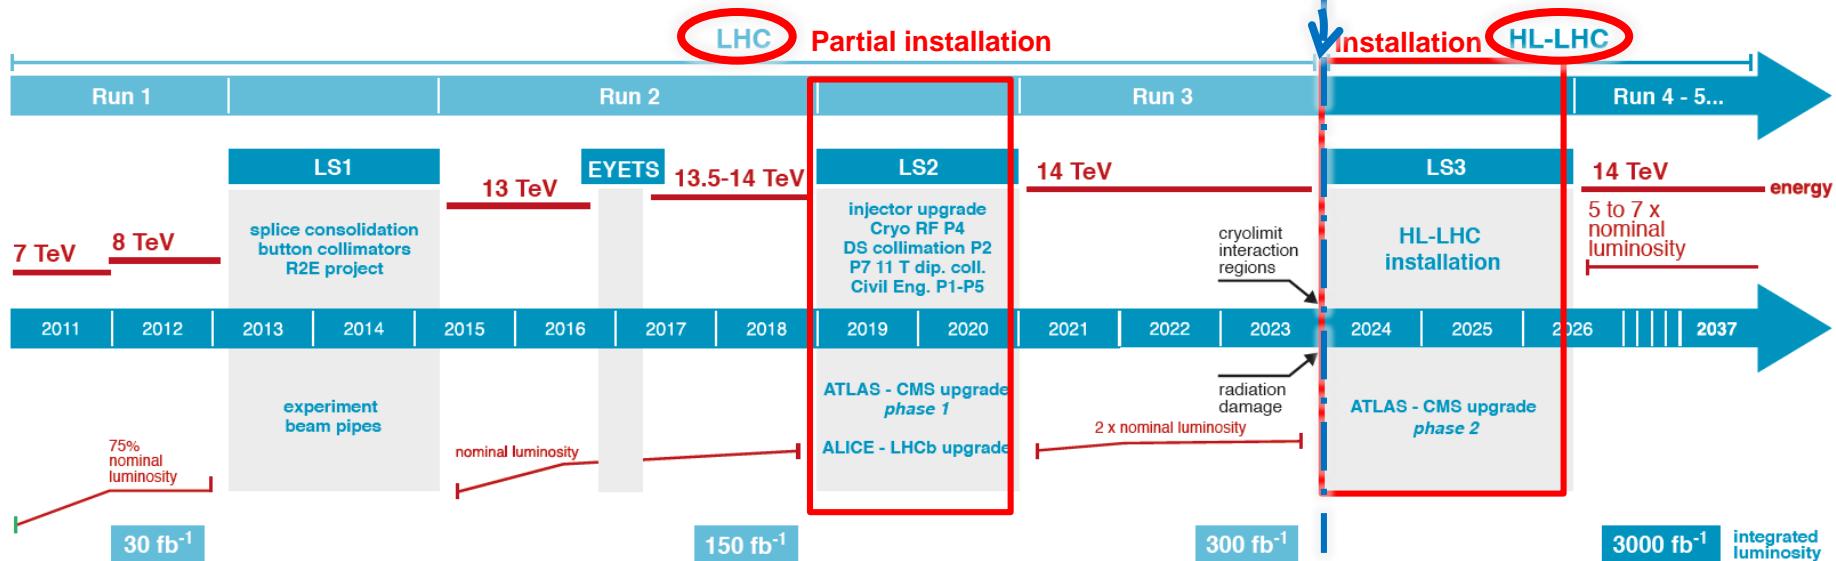 LHC
Partial installation
Installation
HL-LHC
Run 1
Run 2
Run 3
Run 4 - 5...
LS1
EYETS
LS2
LS3
7 TeV
8 TeV
13 TeV
13.5-14 TeV
14 TeV
14 TeV
energy
splice consolidation
button collimators
R2E project
injector upgrade
Cryo RF P4
DS collimation P2
P7 11 T dip. coll.
Civil Eng. P1-P5
cryolimit
interaction
regions
HL-LHC
installation
5 to 7 x
nominal
luminosity
2011
2012
2013
2014
2015
2016
2017
2018
2019
2020
2021
2022
2023
2024
2025
2026
2037
75%
nominal
luminosity
experiment
beam pipes
nominal luminosity
ATLAS - CMS upgrade
phase 1
ALICE - LHCb upgrade
2 x nominal luminosity
radiation
damage
ATLAS - CMS upgrade
phase 2
30 fb⁻¹
150 fb⁻¹
300 fb⁻¹
3000 fb⁻¹
integrated
luminosity